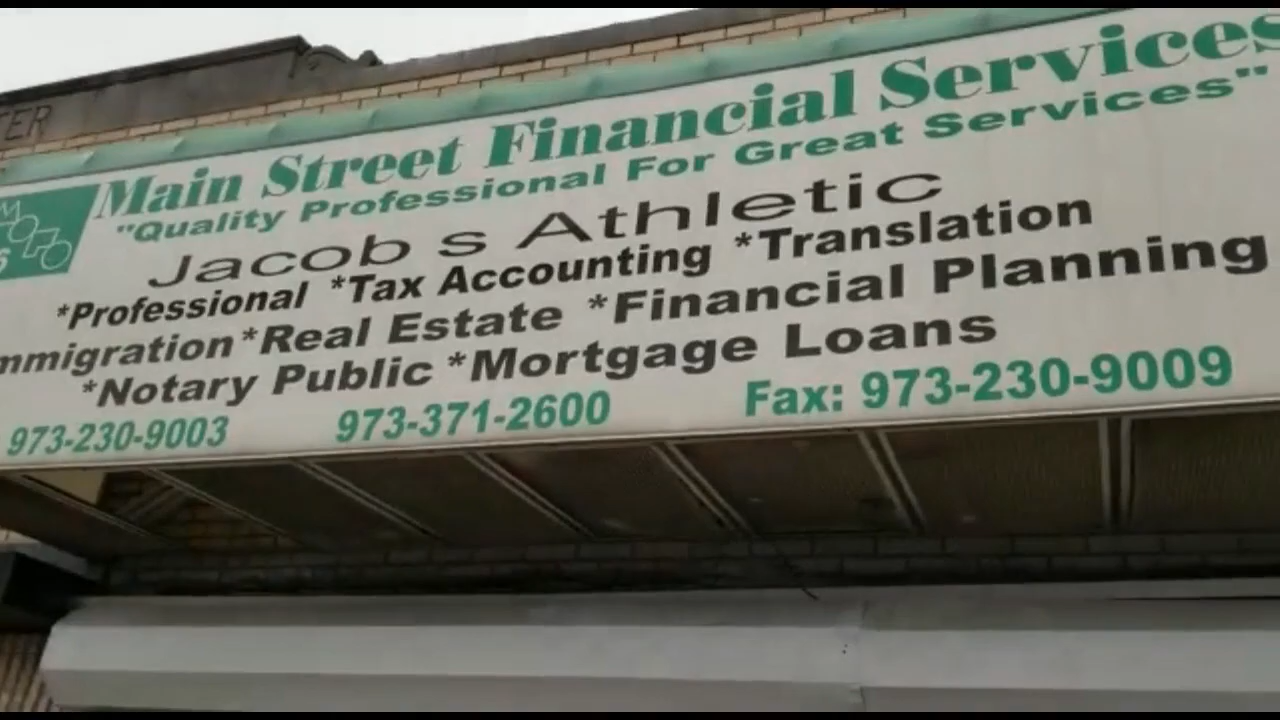 TER
Main Street Financial Services
"Quality Professional For Great Services"
Jacob s Athletic
*Professional *Tax Accounting *Translation
mmigration *Real Estate *Financial Planning
*Notary Public *Mortgage Loans
973-230-9003 973-371-2600 Fax: 973-230-9009